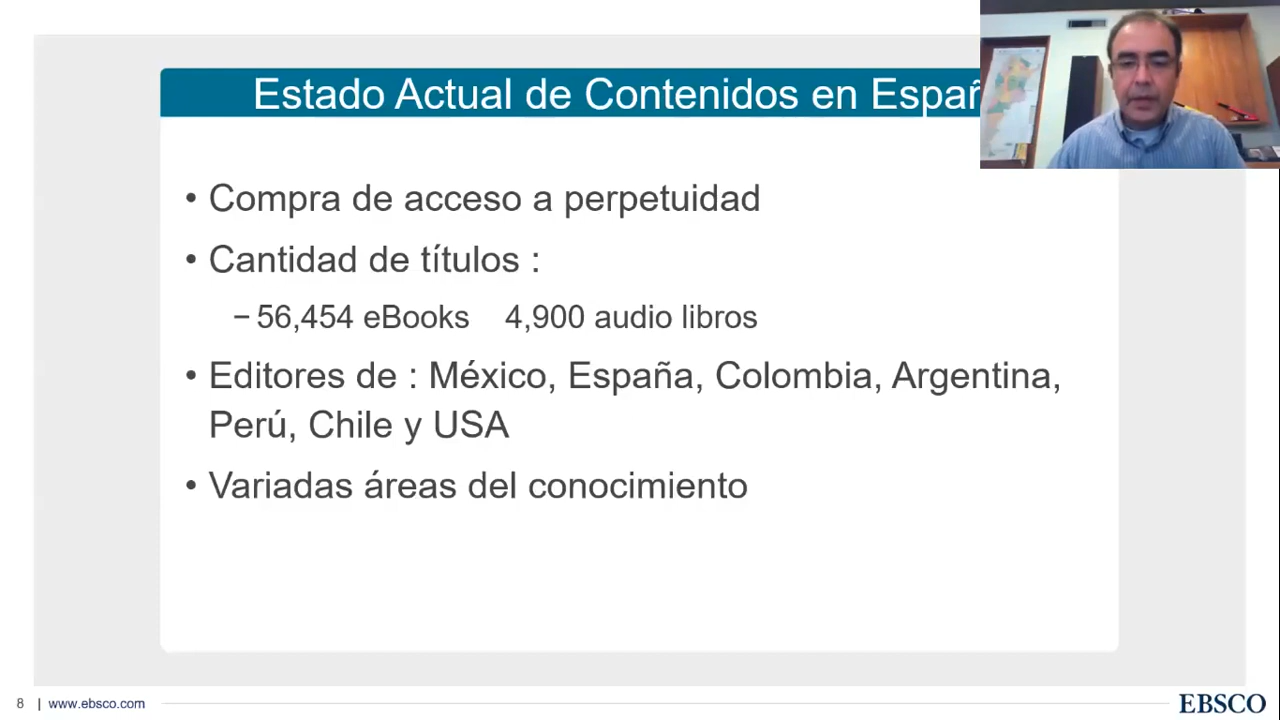 Estado Actual de Contenidos en Españ
• Compra de acceso a perpetuidad
• Cantidad de títulos :
– 56,454 eBooks 4,900 audio libros
• Editores de : México, España, Colombia, Argentina,
Perú, Chile y USA
• Variadas áreas del conocimiento
8 | www.ebsco.com
EBSCO